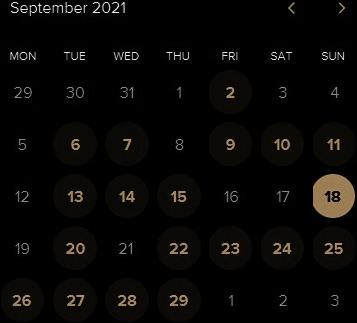 September 2021
MON TUE WED THU FRI SAT SUN
29 30 31 1 2 3 4
5 6 7 8 9 10 11
12 13 14 15 16 17 18
19 20 21 22 23 24 25
26 27 28 29 1 2 3